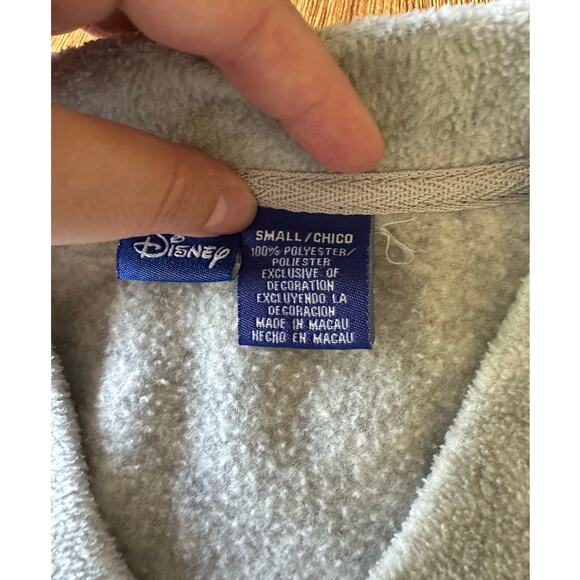 Disney
SMALL/CHICO
100% POLYESTER/
POLIESTER
EXCLUSIVE OF
DECORATION
EXCLUYENDO LA
DECORACION
MADE IN MACAU
HECHO EN MACAU